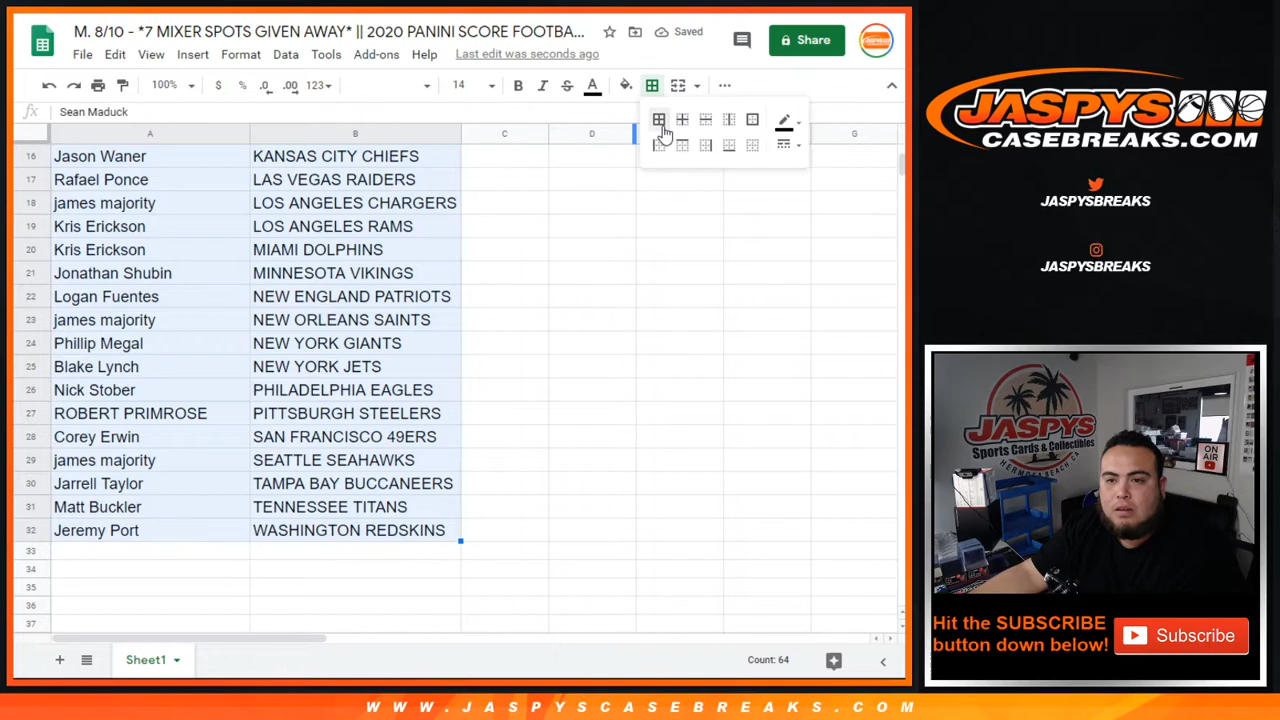 M. 8/10 - *7 MIXER SPOTS GIVEN AWAY* || 2020 PANINI SCORE FOOTBA...
Saved
Share
File Edit View Insert Format Data Tools Add-ons Help Last edit was seconds ago
100% $ % .0 .00 123 14 B I S A
fx Sean Maduck
A B C D G
16 Jason Waner KANSAS CITY CHIEFS
17 Rafael Ponce LAS VEGAS RAIDERS
18 james majority LOS ANGELES CHARGERS
19 Kris Erickson LOS ANGELES RAMS
20 Kris Erickson MIAMI DOLPHINS
21 Jonathan Shubin MINNESOTA VIKINGS
22 Logan Fuentes NEW ENGLAND PATRIOTS
23 james majority NEW ORLEANS SAINTS
24 Phillip Megal NEW YORK GIANTS
25 Blake Lynch NEW YORK JETS
26 Nick Stober PHILADELPHIA EAGLES
27 ROBERT PRIMROSE PITTSBURGH STEELERS
28 Corey Erwin SAN FRANCISCO 49ERS
29 james majority SEATTLE SEAHAWKS
30 Jarrell Taylor TAMPA BAY BUCCANEERS
31 Matt Buckler TENNESSEE TITANS
32 Jeremy Port WASHINGTON REDSKINS
33
34
35
36
37
Sheet1
Count: 64
JASPYS
CASEBREAKS.COM
JASPYSBREAKS
JASPYSBREAKS
JASPYS
Sports Cards & Collectibles
HERMOSA BEACH CA
ON AIR
Hit the SUBSCRIBE
button down below!
Subscribe
WWW.JASPYSCASEBREAKS.COM